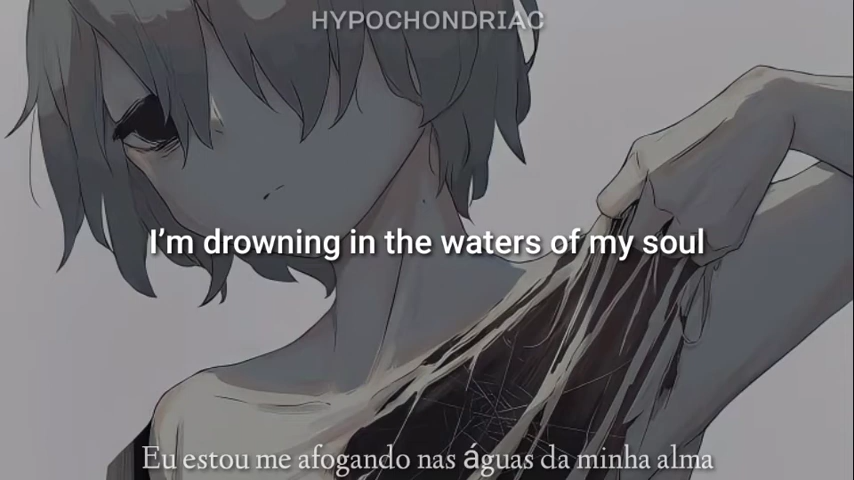 HYPOCHONDRIAC
I’m drowning in the waters of my soul
Eu estou me afogando nas águas da minha alma